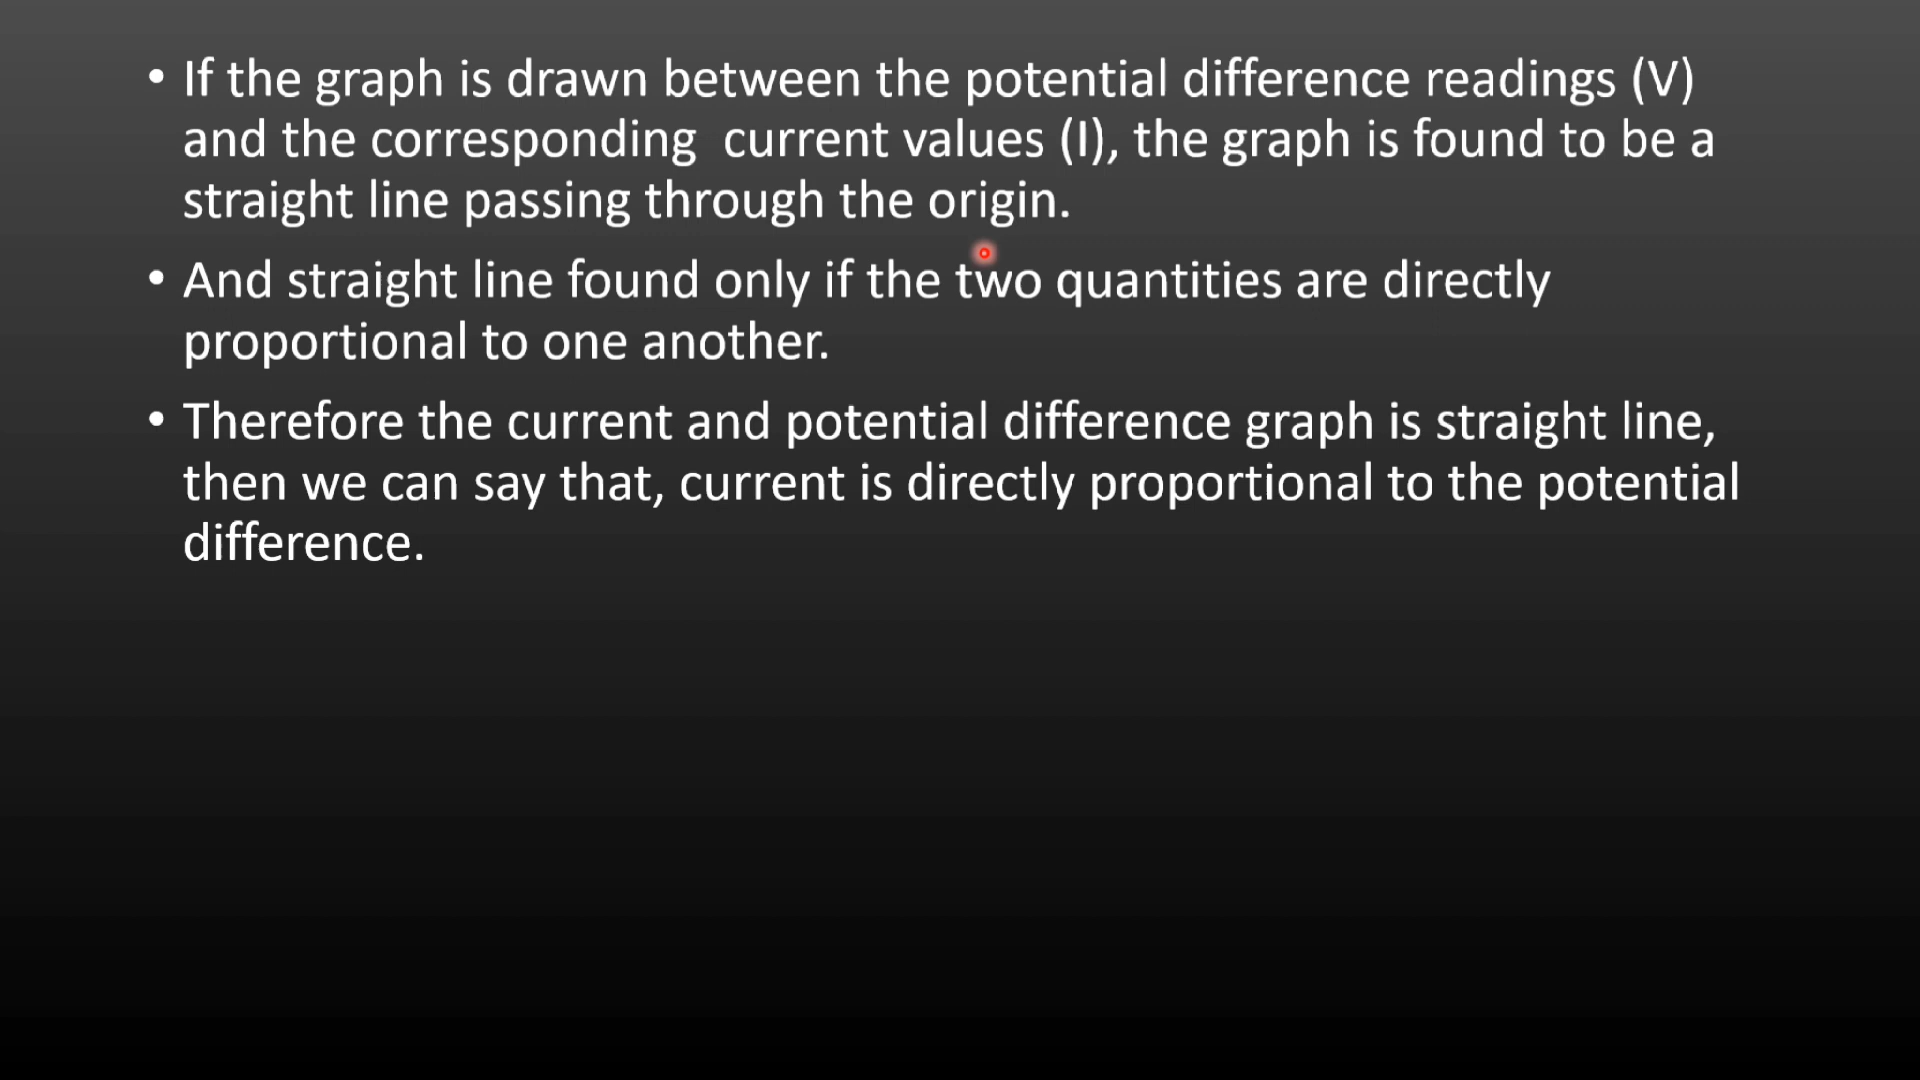 • If the graph is drawn between the potential difference readings (V)
and the corresponding  current values (I), the graph is found to be a
straight line passing through the origin.
• And straight line found only if the two quantities are directly
proportional to one another.
• Therefore the current and potential difference graph is straight line,
then we can say that, current is directly proportional to the potential
difference.